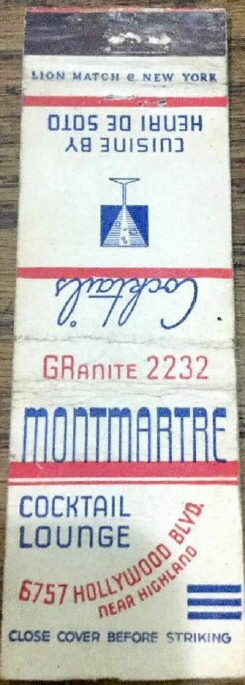 LION MATCH @ NEW YORK
CUISINE BY
HENRI DE SOTO
Cocktails
GRANITE 2232
MONTMARTRE
COCKTAIL
LOUNGE
6757 HOLLYWOOD BLVD.
NEAR HIGHLAND
CLOSE COVER BEFORE STRIKING